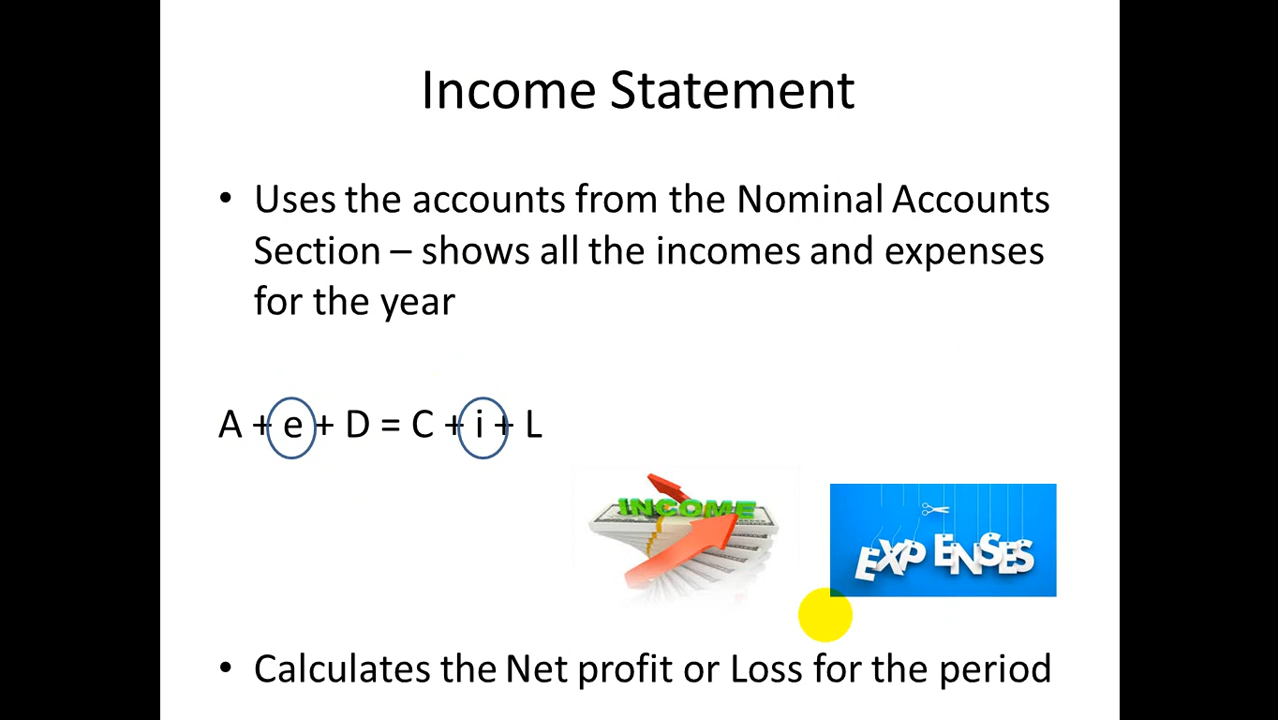 Income Statement
• Uses the accounts from the Nominal Accounts
Section – shows all the incomes and expenses
for the year
A + e + D = C + i + L
INCOME
EXPENSES
• Calculates the Net profit or Loss for the period